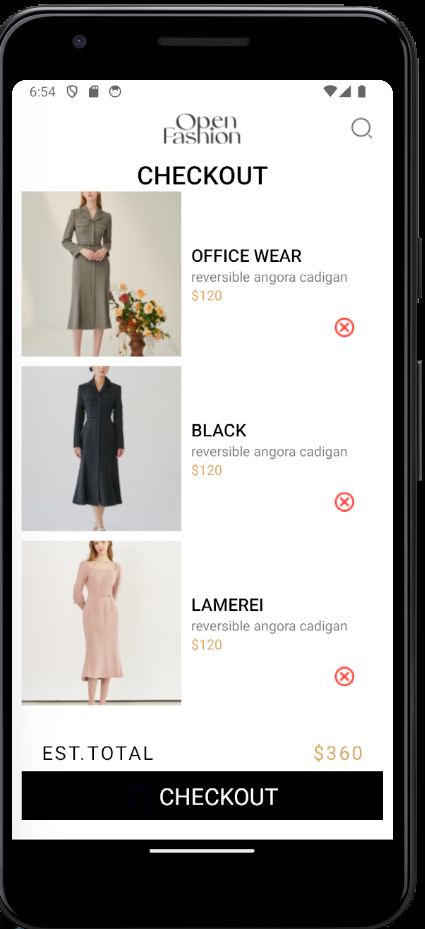 6:54
Open
Fashion
CHECKOUT
OFFICE WEAR
reversible angora cadigan
$120
BLACK
reversible angora cadigan
$120
LAMEREI
reversible angora cadigan
$120
EST.TOTAL $360
CHECKOUT